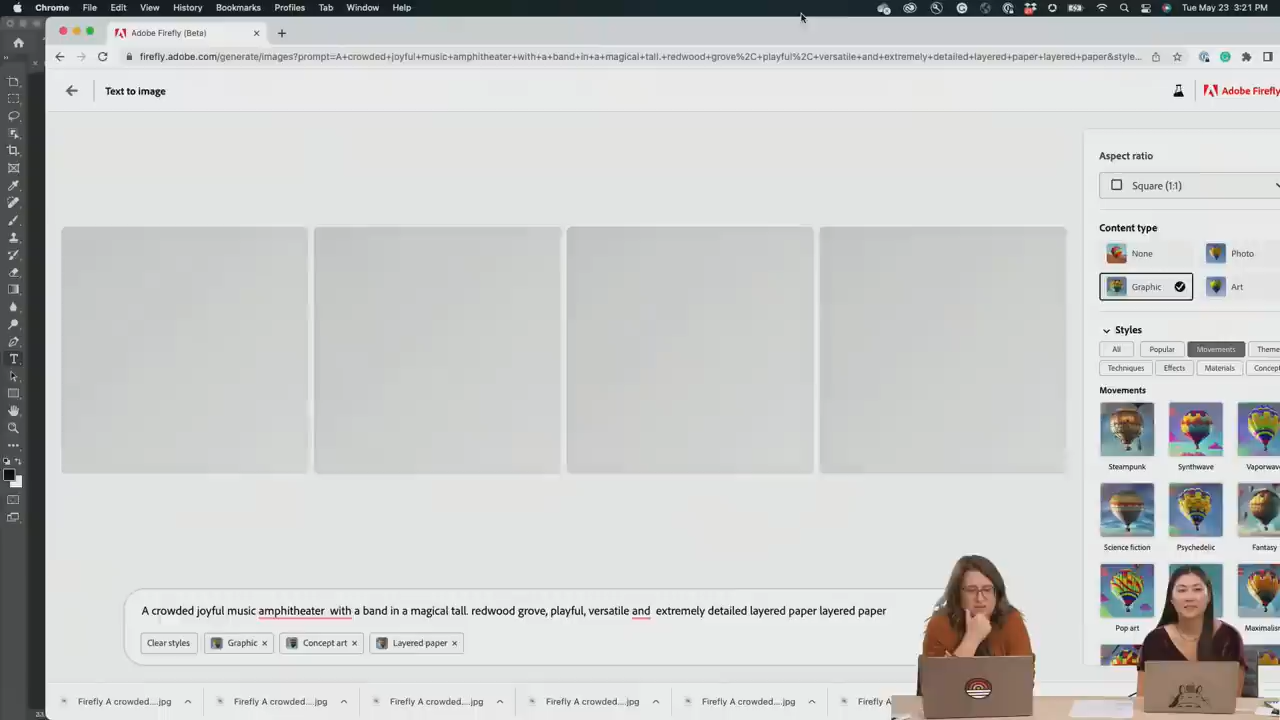 Chrome File Edit View History Bookmarks Profiles Tab Window Help Tue May 23 3:21 PM
Adobe Firefly (Beta)
firefly.adobe.com/generate/images?prompt=A+crowded+joyful+music+amphitheater+with+a+band+in+a+magical+tall.+redwood+grove%2C+playful%2C+versatile+and+extremely+detailed+layered+paper+layered+paper&style...
Text to image
Adobe Firefly
Aspect ratio
Square (1:1)
Content type
None Photo
Graphic Art
Styles
All Popular Movements Theme
Techniques Effects Materials Concept
Movements
Steampunk Synthwave Vaporwav
Science fiction Psychedelic Fantasy
Pop art Maximalis
A crowded joyful music amphitheater with a band in a magical tall. redwood grove, playful, versatile and extremely detailed layered paper layered paper
Clear styles Graphic Concept art Layered paper
Firefly A crowded....jpg Firefly A crowded....jpg Firefly A crowded....jpg Firefly A crowded....jpg Firefly A crowded....jpg Firefly A